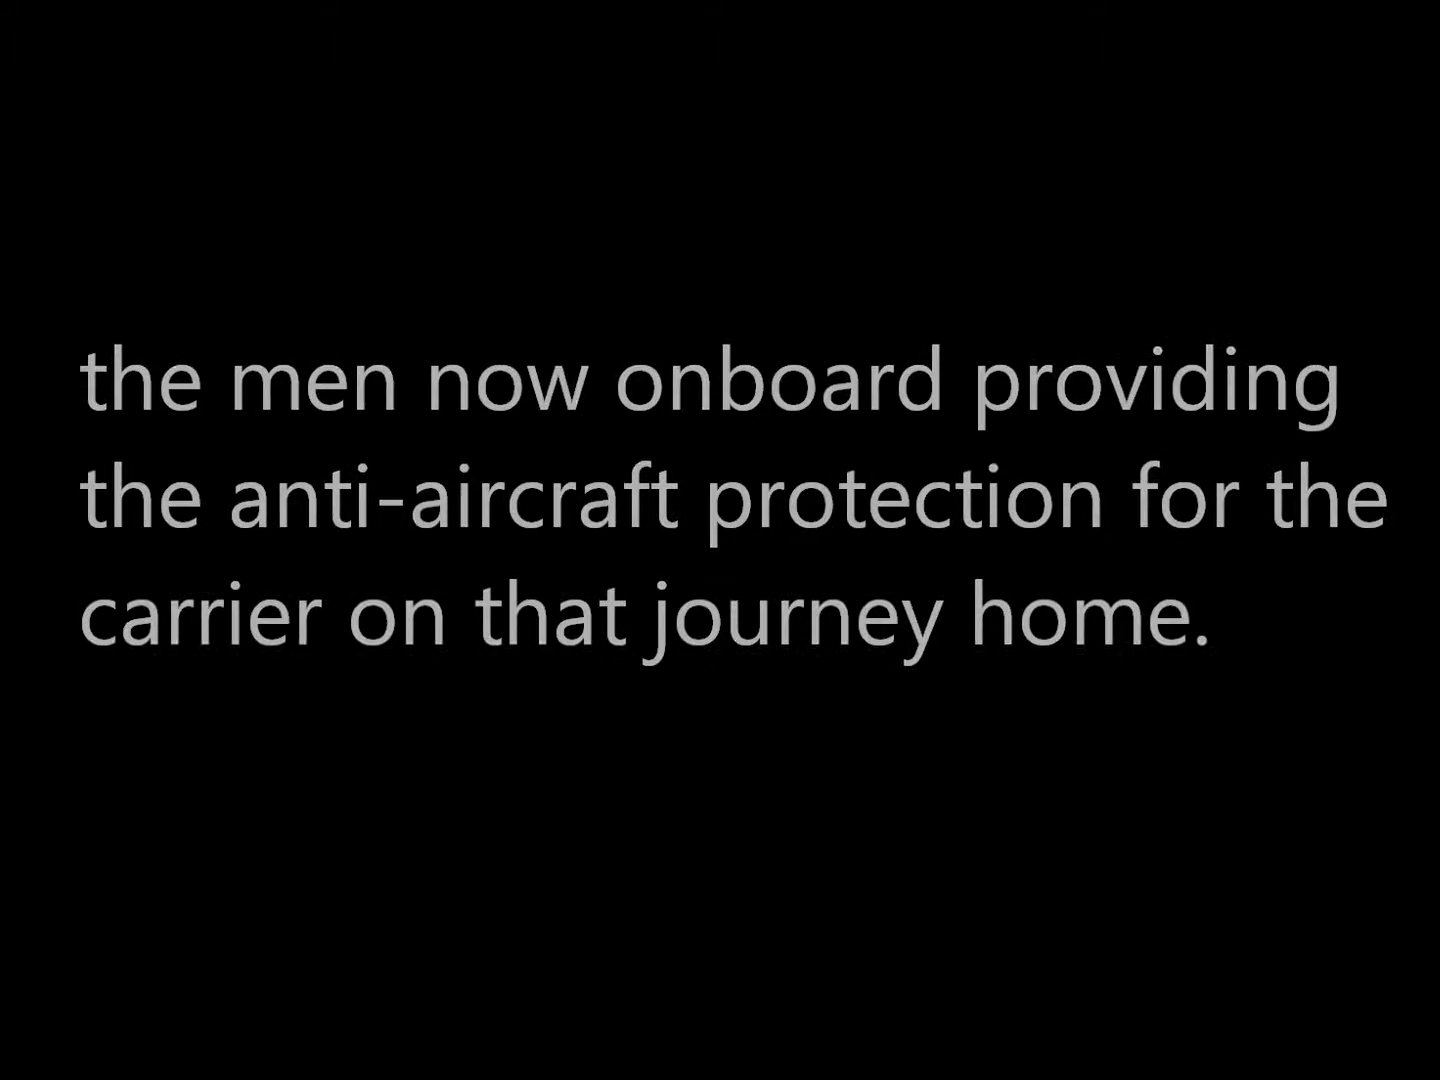 the men now onboard providing
the anti-aircraft protection for the
carrier on that journey home.